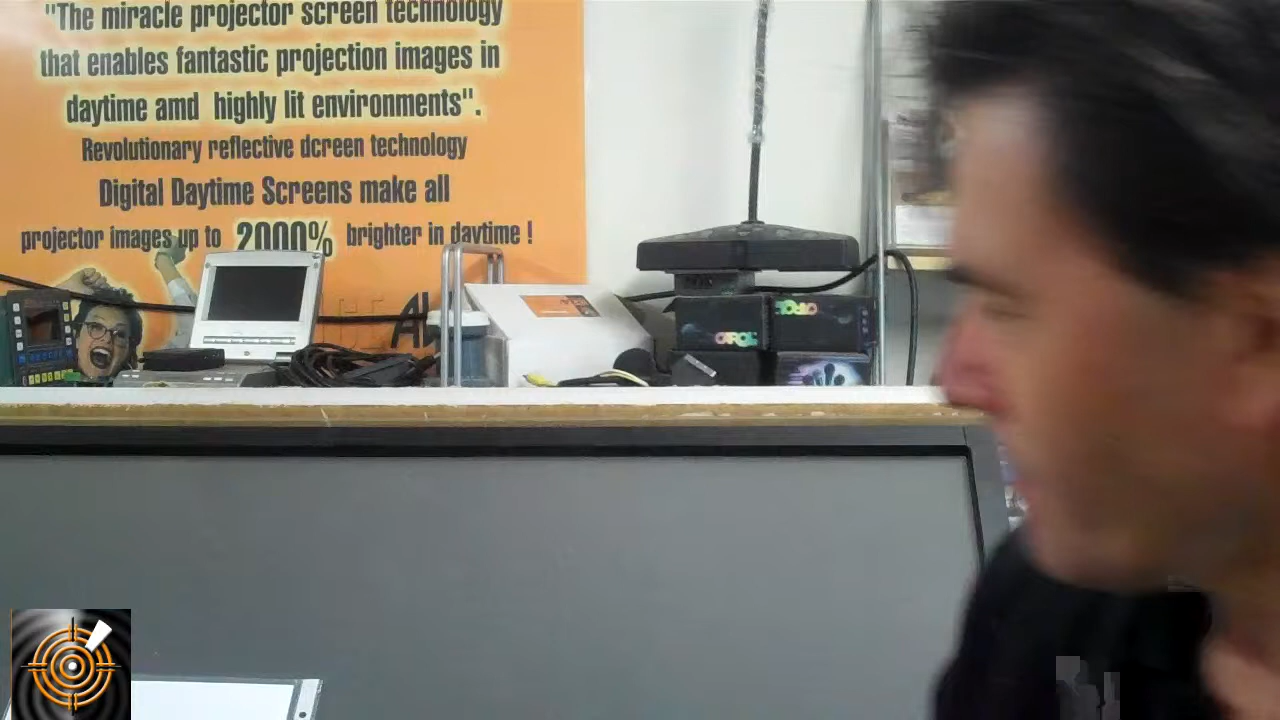 "The miracle projector screen technology
that enables fantastic projection images in
daytime amd highly lit environments".
Revolutionary reflective dcreen technology
Digital Daytime Screens make all
projector images up to 2000% brighter in daytime !